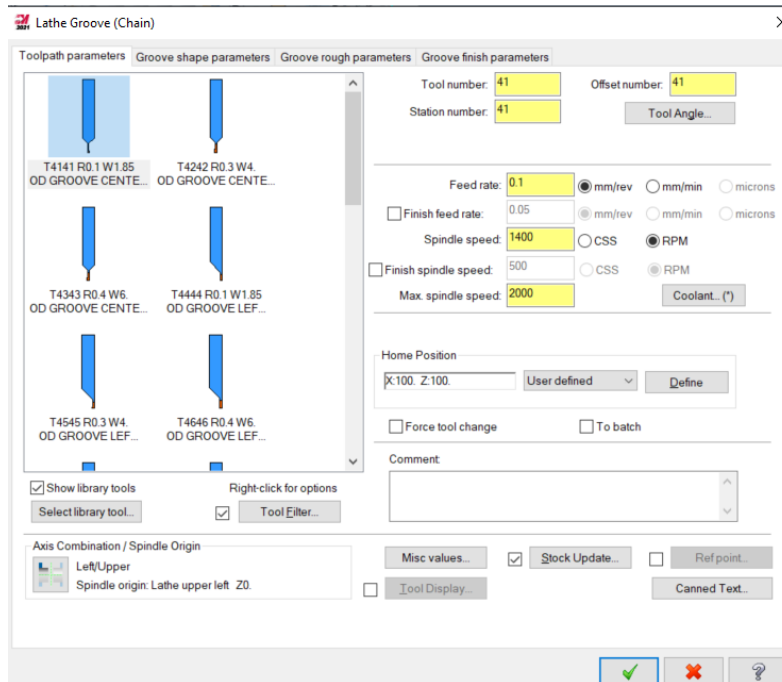 2021 Lathe Groove (Chain)
Toolpath parameters Groove shape parameters Groove rough parameters Groove finish parameters
T4141 R0.1 W1.85
OD GROOVE CENTE...
T4242 R0.3 W4.
OD GROOVE CENTE...
T4343 R0.4 W6.
OD GROOVE CENTE...
T4444 R0.1 W1.85
OD GROOVE LEF...
T4545 R0.3 W4.
OD GROOVE LEF...
T4646 R0.4 W6.
OD GROOVE LEF...
Show library tools Right-click for options
Select library tool... Tool Filter...
Tool number: 41 Offset number: 41
Station number: 41 Tool Angle...
Feed rate: 0.1 mm/rev mm/min microns
Finish feed rate: 0.05 mm/rev mm/min microns
Spindle speed: 1400 CSS RPM
Finish spindle speed: 500 CSS RPM
Max. spindle speed: 2000 Coolant... (*)
Home Position
X:100. Z:100. User defined Define
Force tool change To batch
Comment:
Axis Combination / Spindle Origin
Left/Upper
Spindle origin: Lathe upper left Z0.
Misc values... Stock Update... Ref point...
Tool Display... Canned Text...